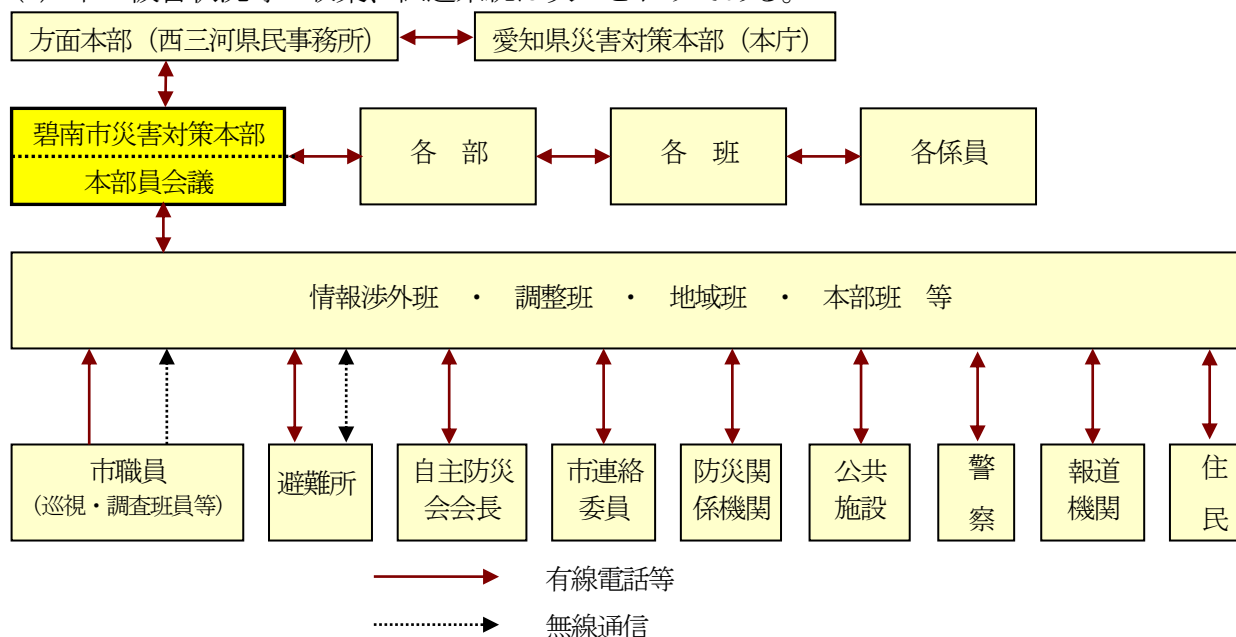 方面本部（西三河県民事務所）
愛知県災害対策本部（本庁）
碧南市災害対策本部
本部員会議
各　部
各　班
各係員
情報渉外班　・　調整班　・　地域班　・　本部班　等
市職員
（巡視・調査班員等）
避難所
自主防災
会会長
市連絡
委員
防災関
係機関
公共
施設
警
察
報道
機関
住
民
有線電話等
無線通信